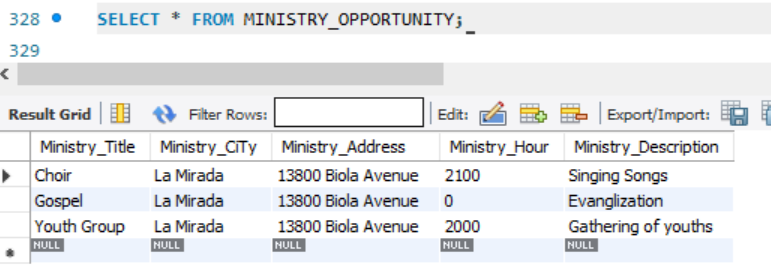 328 SELECT * FROM MINISTRY_OPPORTUNITY;
329
Result Grid Filter Rows: Edit: Export/Import:
Ministry_Title Ministry_CiTy Ministry_Address Ministry_Hour Ministry_Description
Choir La Mirada 13800 Biola Avenue 2100 Singing Songs
Gospel La Mirada 13800 Biola Avenue 0 Evanglization
Youth Group La Mirada 13800 Biola Avenue 2000 Gathering of youths
NULL NULL NULL NULL NULL